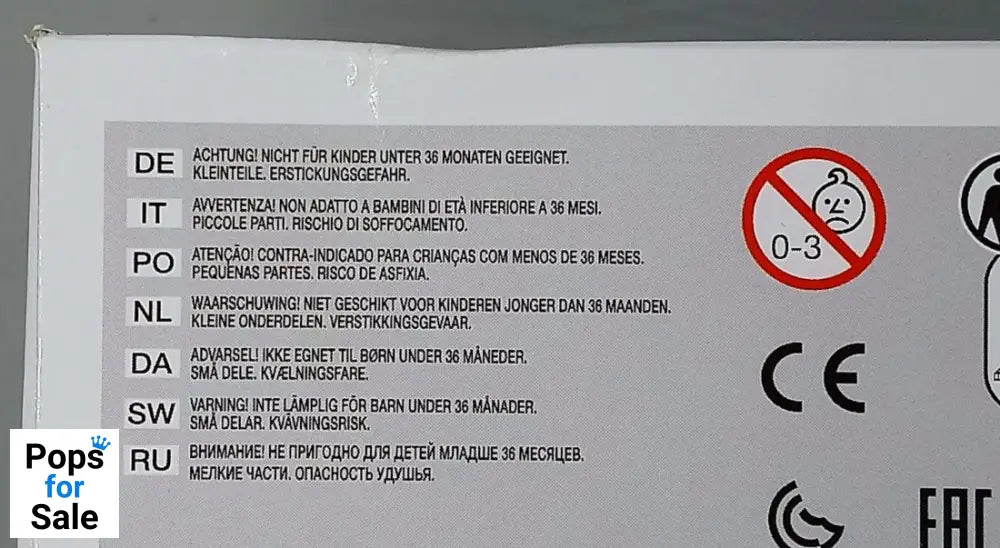 DE ACHTUNG! NICHT FÜR KINDER UNTER 36 MONATEN GEEIGNET.
KLEINTEILE. ERSTICKUNGSGEFAHR.
IT AVVERTENZA! NON ADATTO A BAMBINI DI ETÀ INFERIORE A 36 MESI.
PICCOLE PARTI. RISCHIO DI SOFFOCAMENTO.
PO ATENÇÃO! CONTRA-INDICADO PARA CRIANÇAS COM MENOS DE 36 MESES.
PEQUENAS PARTES. RISCO DE ASFIXIA.
NL WAARSCHUWING! NIET GESCHIKT VOOR KINDEREN JONGER DAN 36 MAANDEN.
KLEINE ONDERDELEN. VERSTIKKINGSGEVAAR.
DA ADVARSEL! IKKE EGNET TIL BØRN UNDER 36 MÅNEDER.
SMÅ DELE. KVÆLNINGSFARE.
SW VARNING! INTE LÄMPLIG FÖR BARN UNDER 36 MÅNADER.
SMÅ DELAR. KVÄVNINGSRISK.
RU ВНИМАНИЕ! НЕ ПРИГОДНО ДЛЯ ДЕТЕЙ МЛАДШЕ 36 МЕСЯЦЕВ.
МЕЛКИЕ ЧАСТИ. ОПАСНОСТЬ УДУШЬЯ.
0-3
CE
EAC
Pops
for
Sale